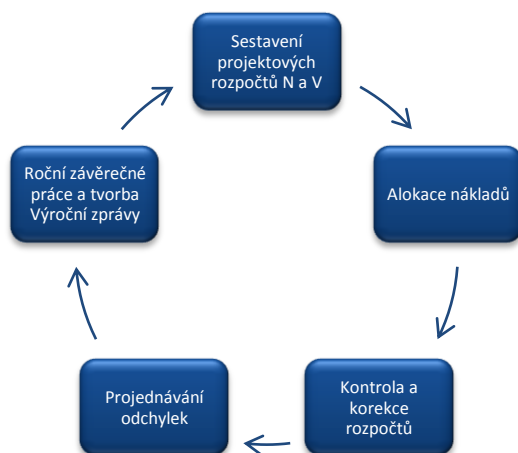 Sestavení
projektových
rozpočtů N a V
Alokace nákladů
Kontrola a
korekce
rozpočtů
Projednávání
odchylek
Roční závěrečné
práce a tvorba
Výroční zprávy